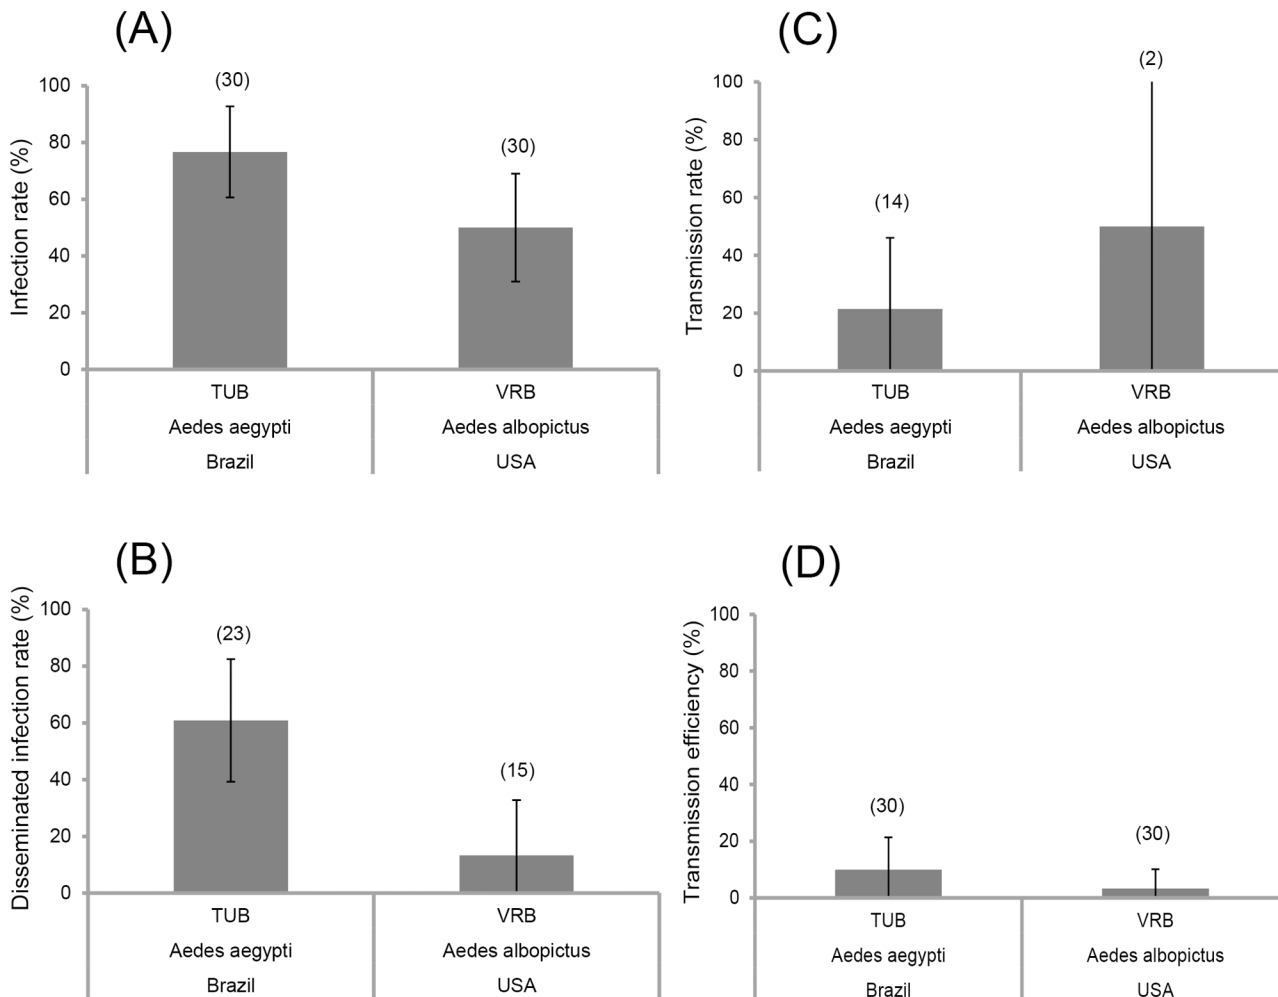 (A)
Infection rate (%)
100
80
60
40
20
0
(30)
(30)
TUB
VRB
Aedes aegypti
Aedes albopictus
Brazil
USA
(C)
Transmission rate (%)
100
80
60
40
20
0
(14)
(2)
TUB
VRB
Aedes aegypti
Aedes albopictus
Brazil
USA
(B)
Disseminated infection rate (%)
100
80
60
40
20
0
(23)
(15)
TUB
VRB
Aedes aegypti
Aedes albopictus
Brazil
USA
(D)
Transmission efficiency (%)
100
80
60
40
20
0
(30)
(30)
TUB
VRB
Aedes aegypti
Aedes albopictus
Brazil
USA